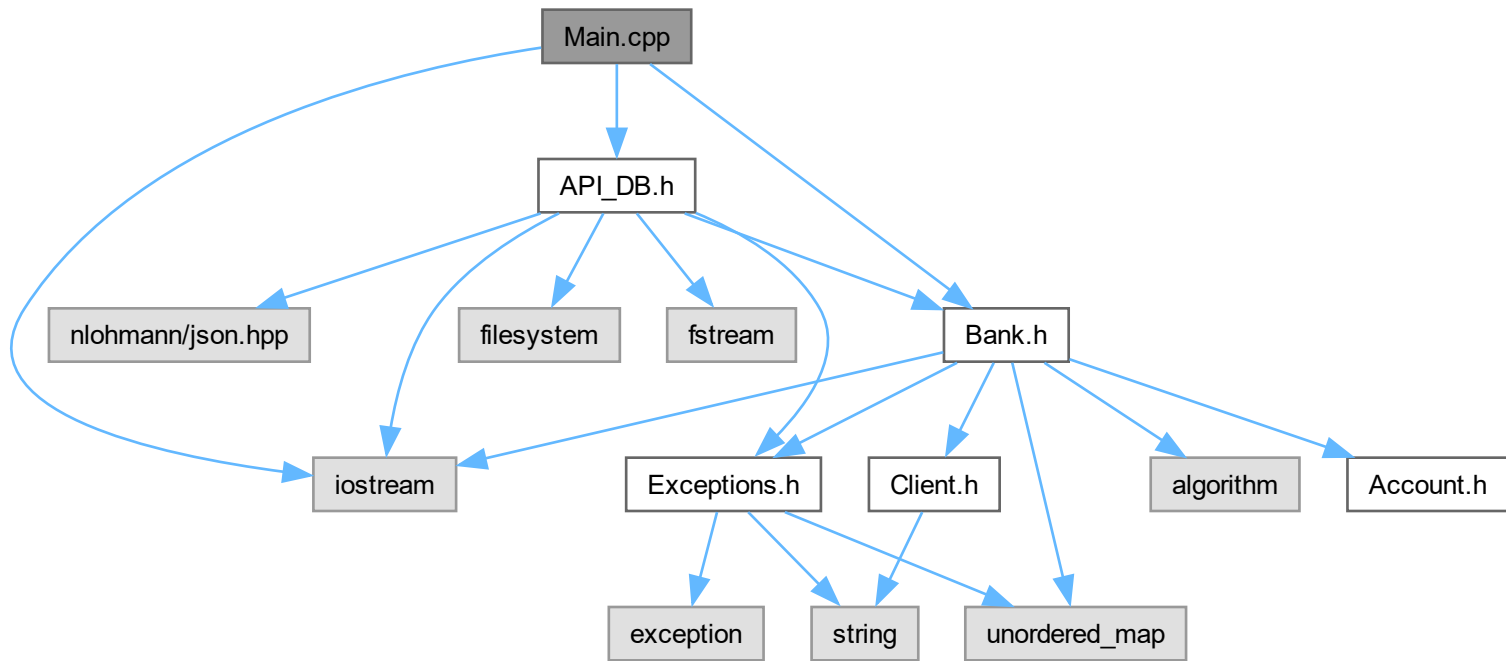 Main.cpp
API_DB.h
nlohmann/json.hpp
filesystem
fstream
Bank.h
iostream
Exceptions.h
Client.h
algorithm
Account.h
exception
string
unordered_map